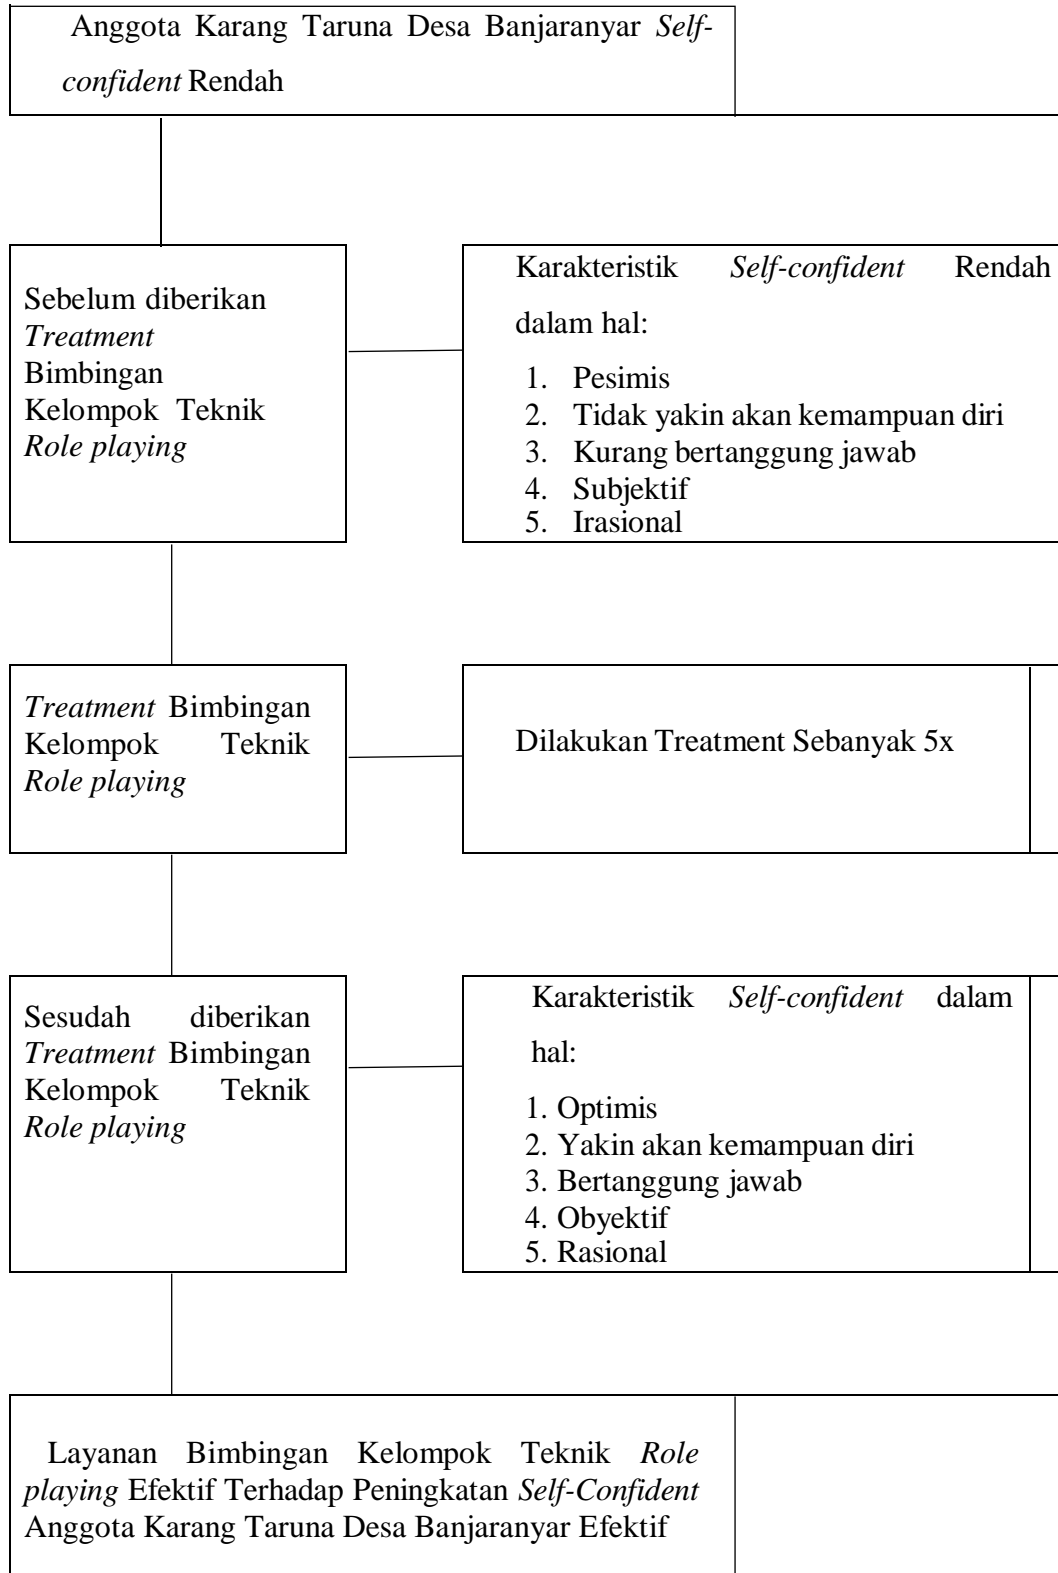 Anggota Karang Taruna Desa Banjaranyar Self-
confident Rendah
Sebelum diberikan
Treatment
Bimbingan
Kelompok Teknik
Role playing
Karakteristik Self-confident Rendah
dalam hal:
1. Pesimis
2. Tidak yakin akan kemampuan diri
3. Kurang bertanggung jawab
4. Subjektif
5. Irasional
Treatment Bimbingan
Kelompok Teknik
Role playing
Dilakukan Treatment Sebanyak 5x
Sesudah diberikan
Treatment Bimbingan
Kelompok Teknik
Role playing
Karakteristik Self-confident dalam
hal:
1. Optimis
2. Yakin akan kemampuan diri
3. Bertanggung jawab
4. Obyektif
5. Rasional
Layanan Bimbingan Kelompok Teknik Role
playing Efektif Terhadap Peningkatan Self-Confident
Anggota Karang Taruna Desa Banjaranyar Efektif